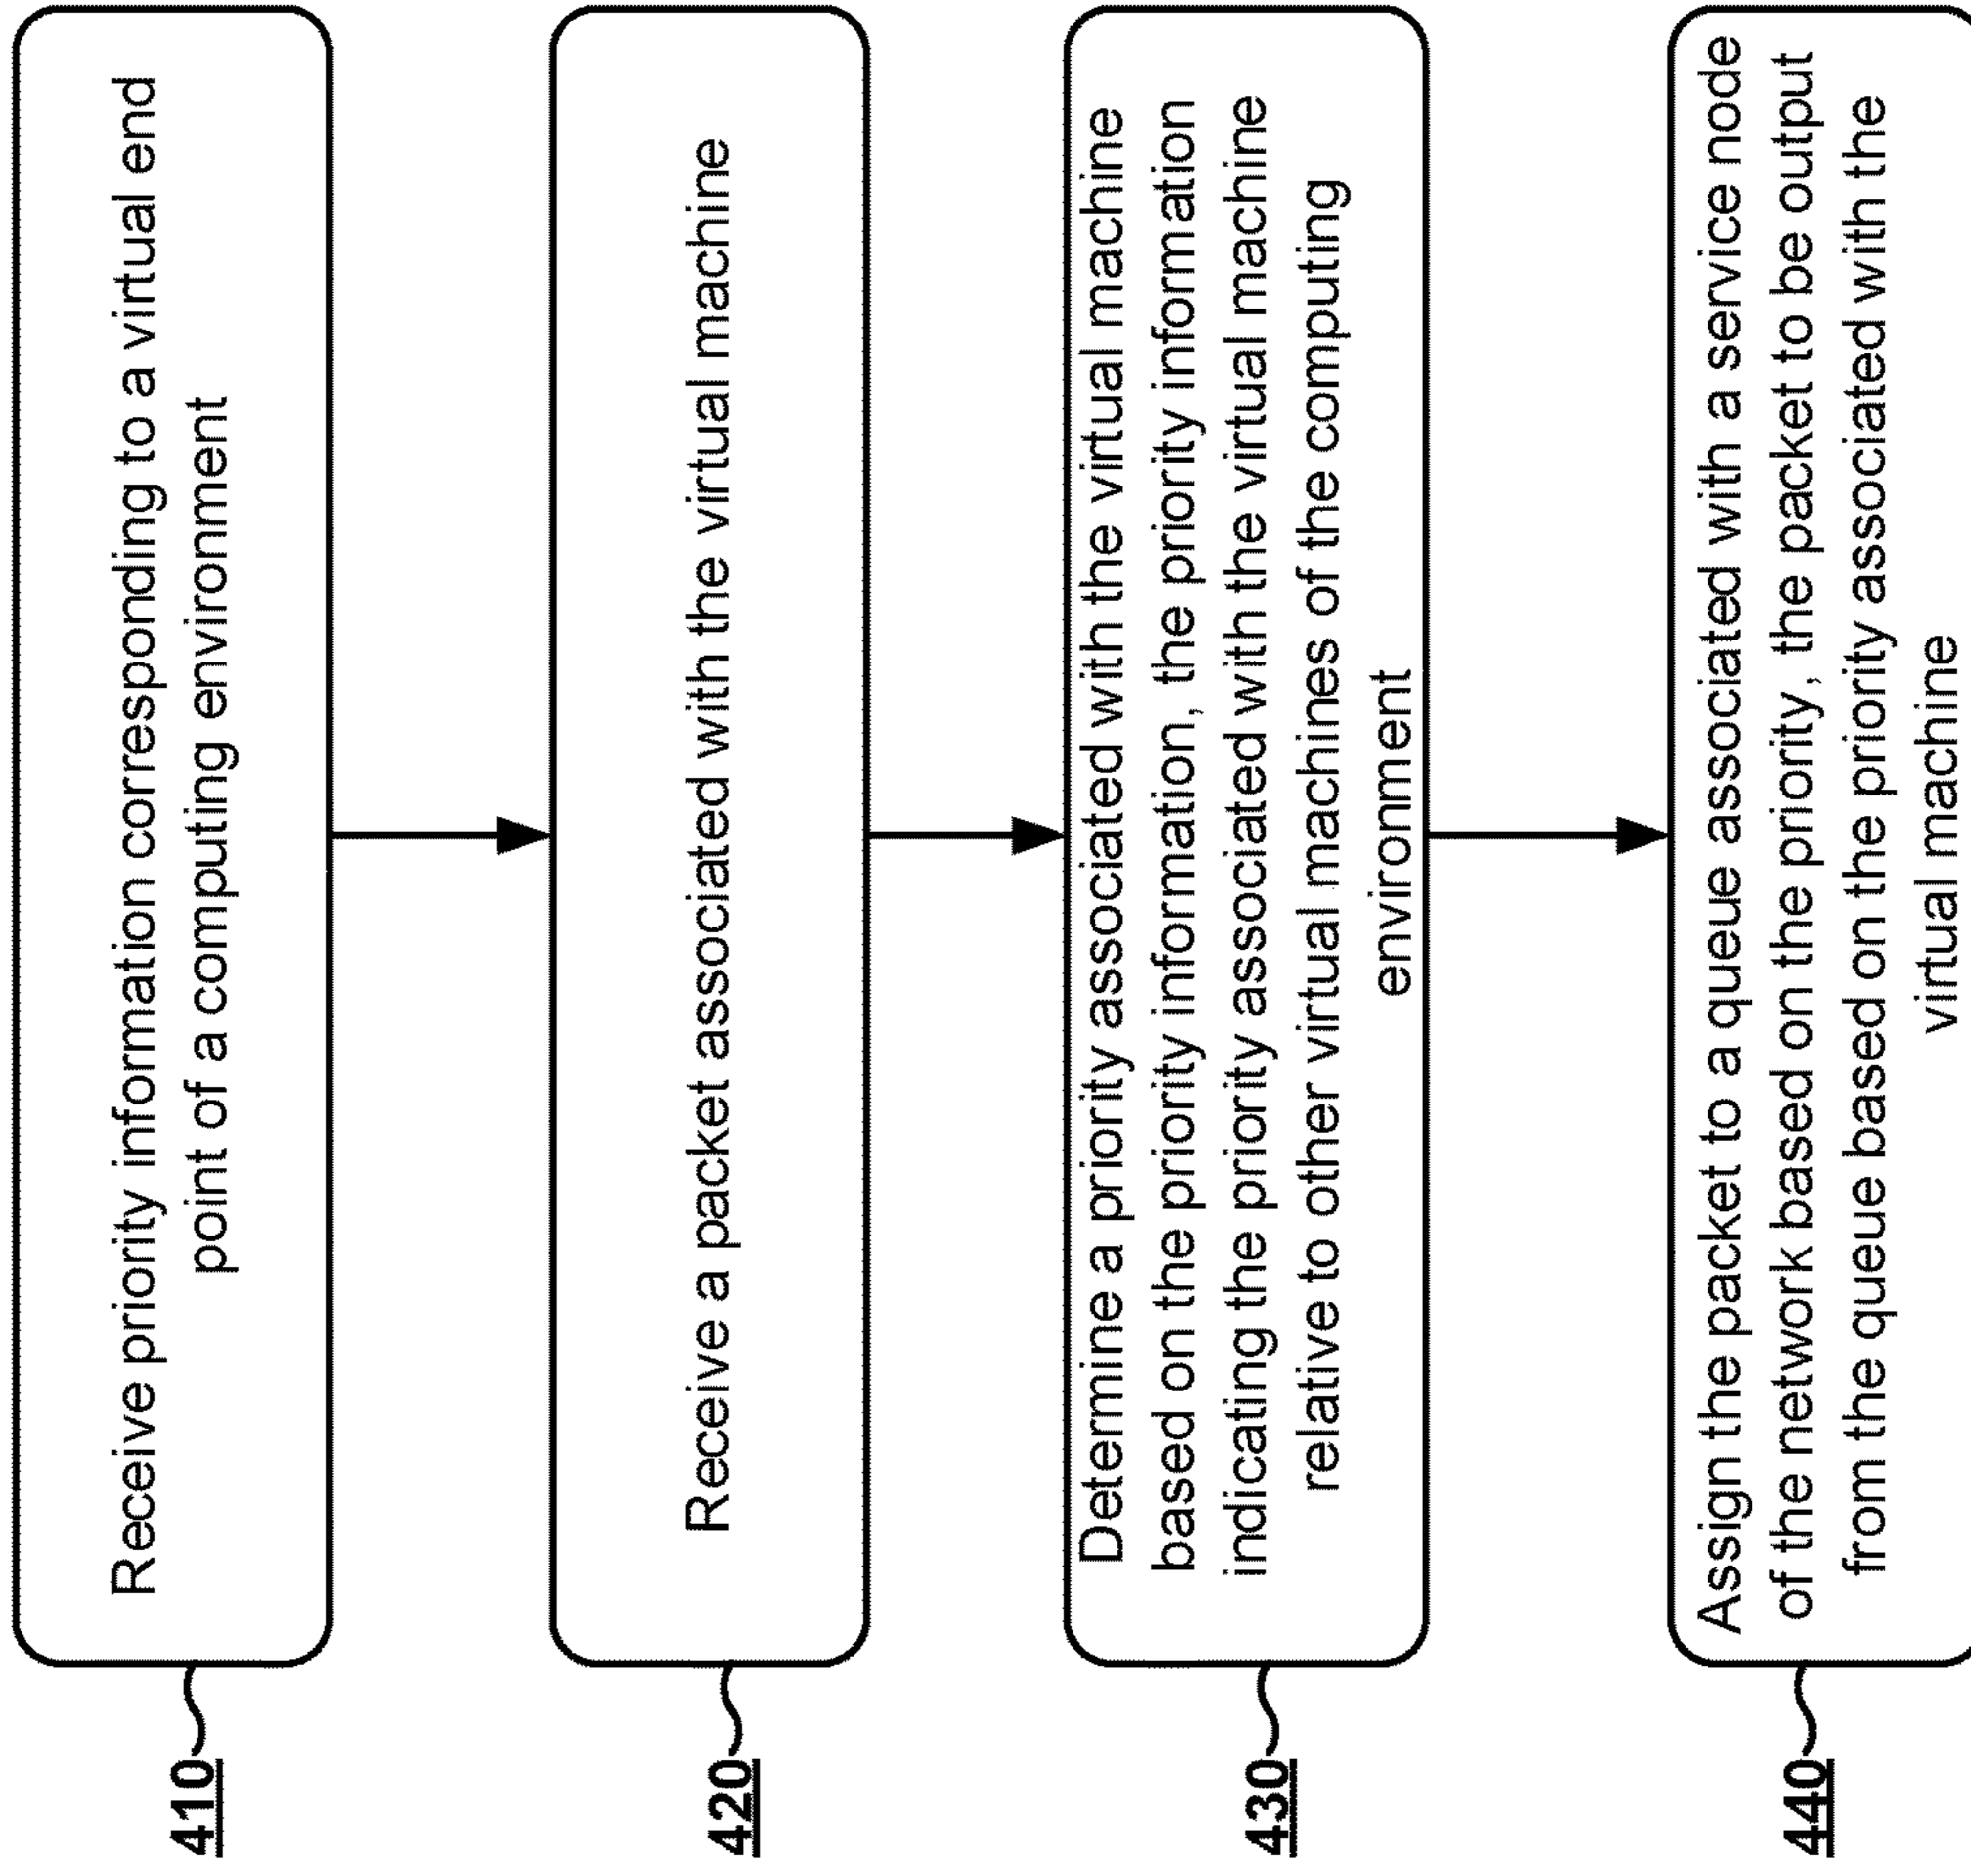 410
Receive priority information corresponding to a virtual end
point of a computing environment
420
Receive a packet associated with the virtual machine
430
Determine a priority associated with the virtual machine
based on the priority information, the priority information
indicating the priority associated with the virtual machine
relative to other virtual machines of the computing
environment
440
Assign the packet to a queue associated with a service node
of the network based on the priority, the packet to be output
from the queue based on the priority associated with the
virtual machine